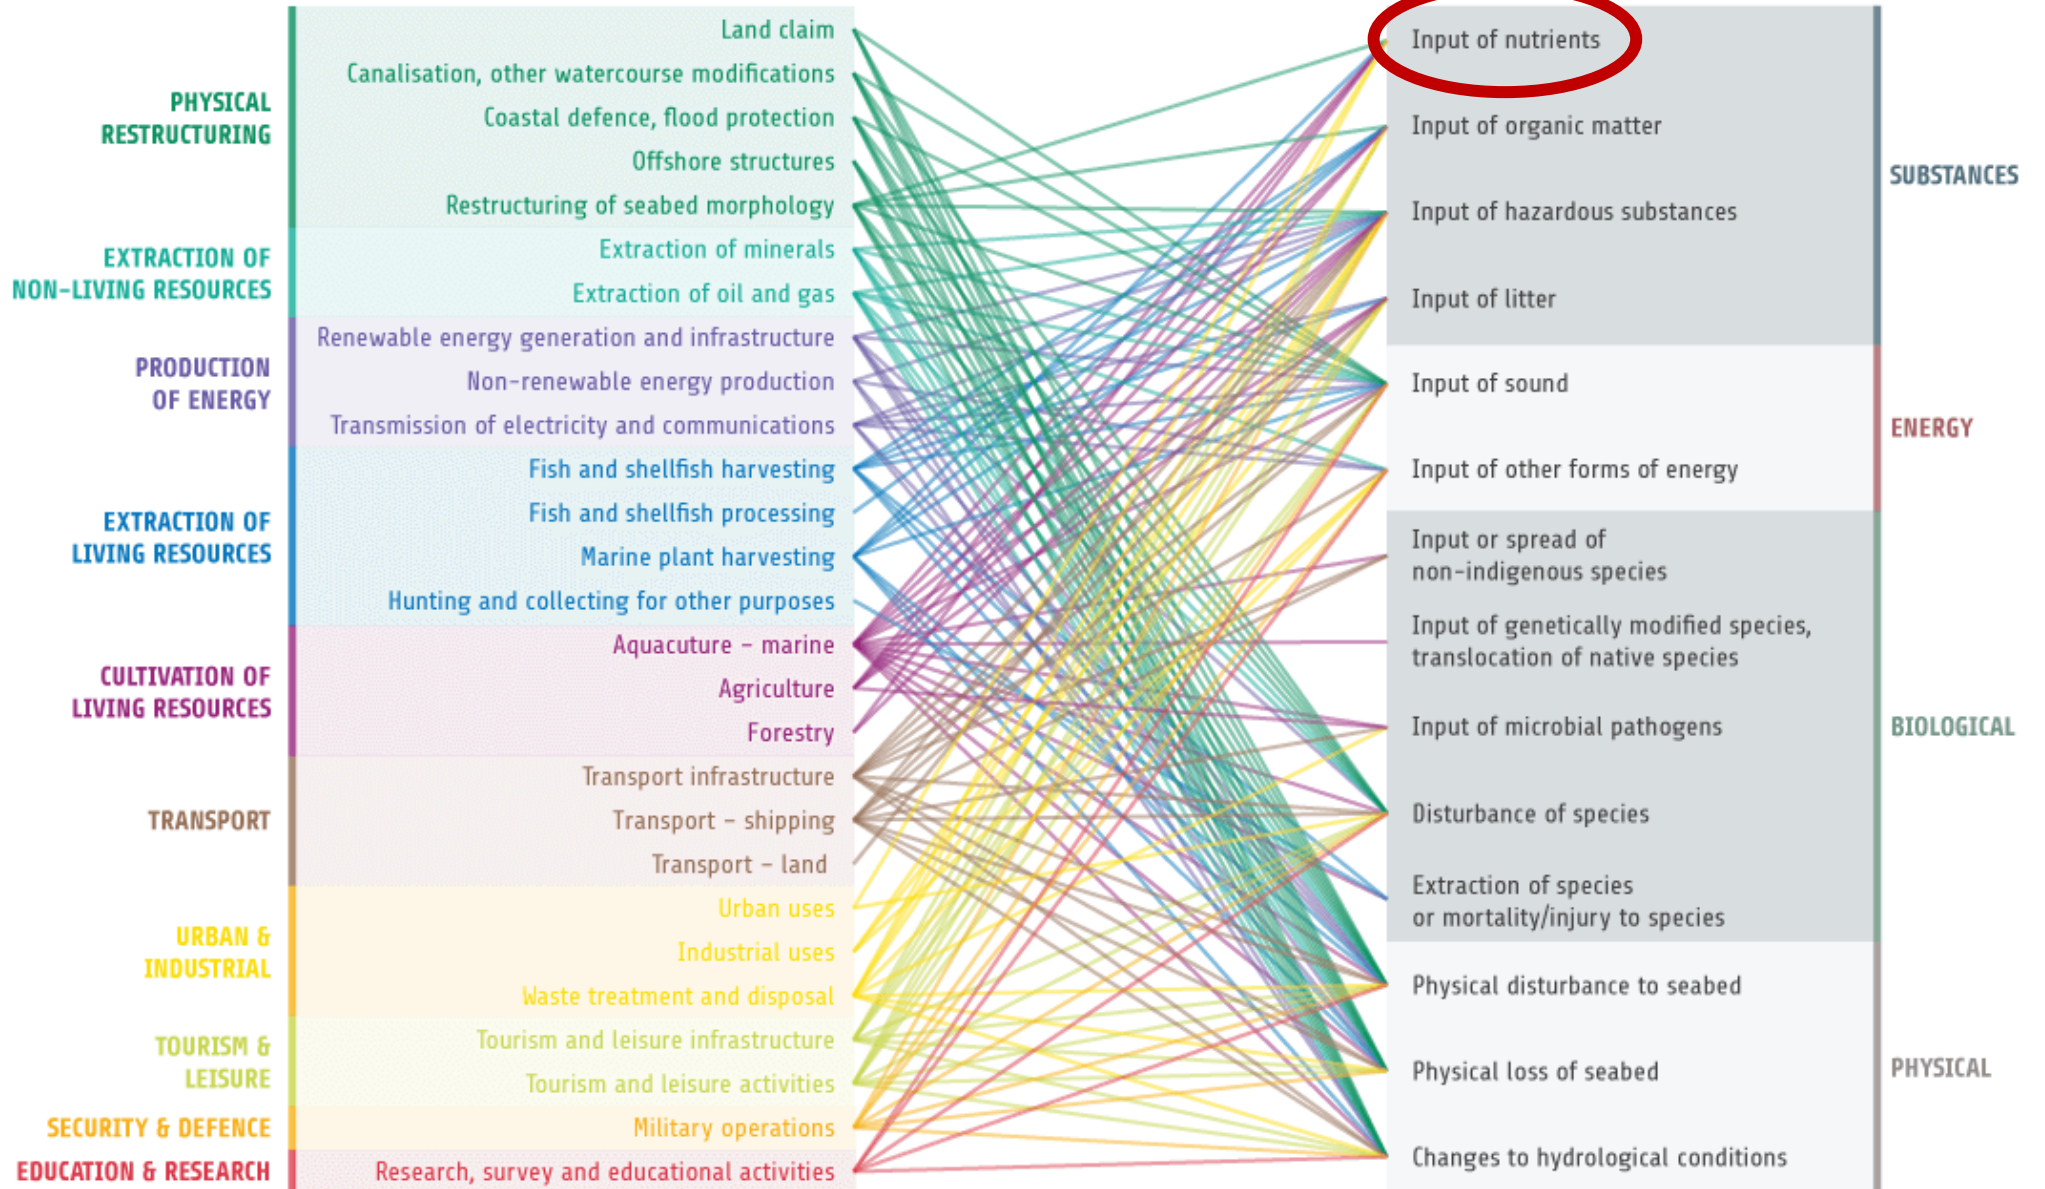 PHYSICAL
RESTRUCTURING
Land claim
Canalisation, other watercourse modifications
Coastal defence, flood protection
Offshore structures
Restructuring of seabed morphology
EXTRACTION OF
NON-LIVING RESOURCES
Extraction of minerals
Extraction of oil and gas
PRODUCTION
OF ENERGY
Renewable energy generation and infrastructure
Non-renewable energy production
Transmission of electricity and communications
EXTRACTION OF
LIVING RESOURCES
Fish and shellfish harvesting
Fish and shellfish processing
Marine plant harvesting
Hunting and collecting for other purposes
CULTIVATION OF
LIVING RESOURCES
Aquacuture – marine
Agriculture
Forestry
TRANSPORT
Transport infrastructure
Transport – shipping
Transport – land
URBAN &
INDUSTRIAL
Urban uses
Industrial uses
Waste treatment and disposal
TOURISM &
LEISURE
Tourism and leisure infrastructure
Tourism and leisure activities
SECURITY & DEFENCE
Military operations
EDUCATION & RESEARCH
Research, survey and educational activities
Input of nutrients
Input of organic matter
Input of hazardous substances
Input of litter
SUBSTANCES
Input of sound
Input of other forms of energy
ENERGY
Input or spread of
non-indigenous species
Input of genetically modified species,
translocation of native species
Input of microbial pathogens
Disturbance of species
Extraction of species
or mortality/injury to species
BIOLOGICAL
Physical disturbance to seabed
Physical loss of seabed
Changes to hydrological conditions
PHYSICAL